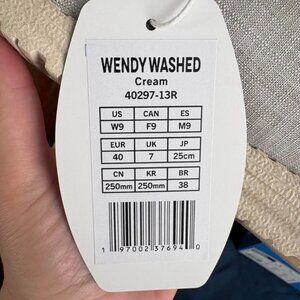 WENDY WASHED
Cream
40297-13R
US CAN ES
W9 F9 M9
EUR UK JP
40 7 25cm
CN KR BR
250mm 250mm 38
1 97002 37694 0